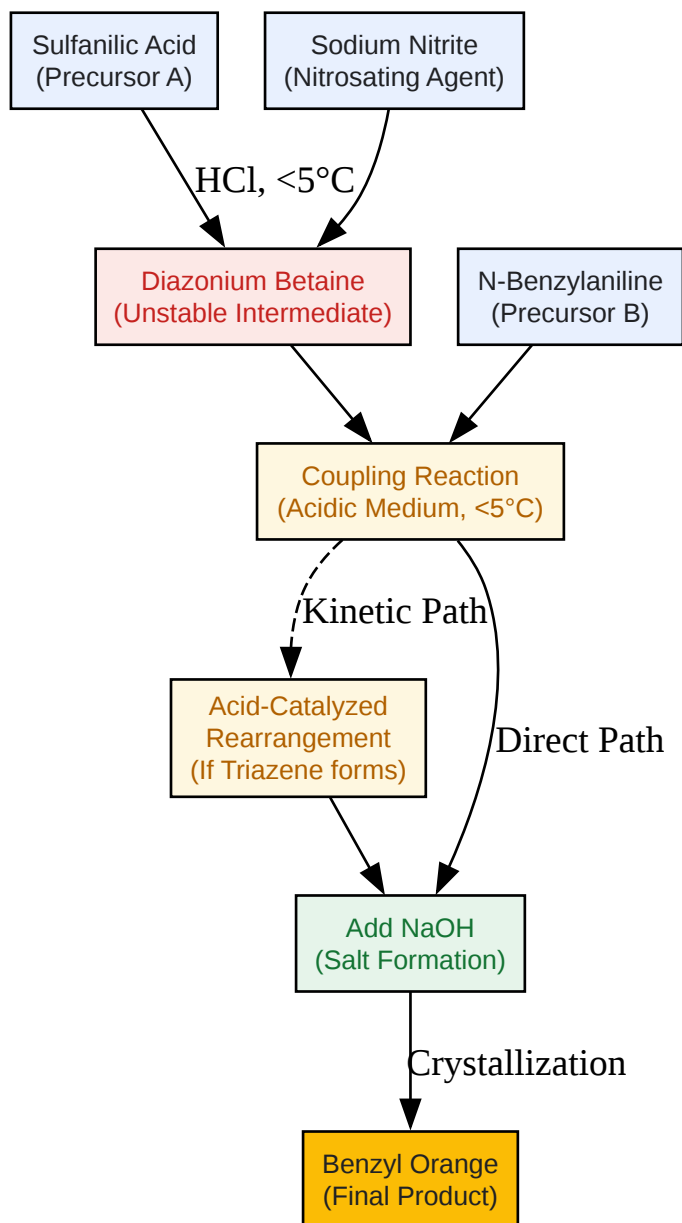 Sulfanilic Acid
(Precursor A)
Sodium Nitrite
(Nitrosating Agent)
HCl, <5°C
Diazonium Betaine
(Unstable Intermediate)
N-Benzylaniline
(Precursor B)
Coupling Reaction
(Acidic Medium, <5°C)
Kinetic Path
Acid-Catalyzed
Rearrangement
(If Triazene forms)
Direct Path
Add NaOH
(Salt Formation)
Crystallization
Benzyl Orange
(Final Product)